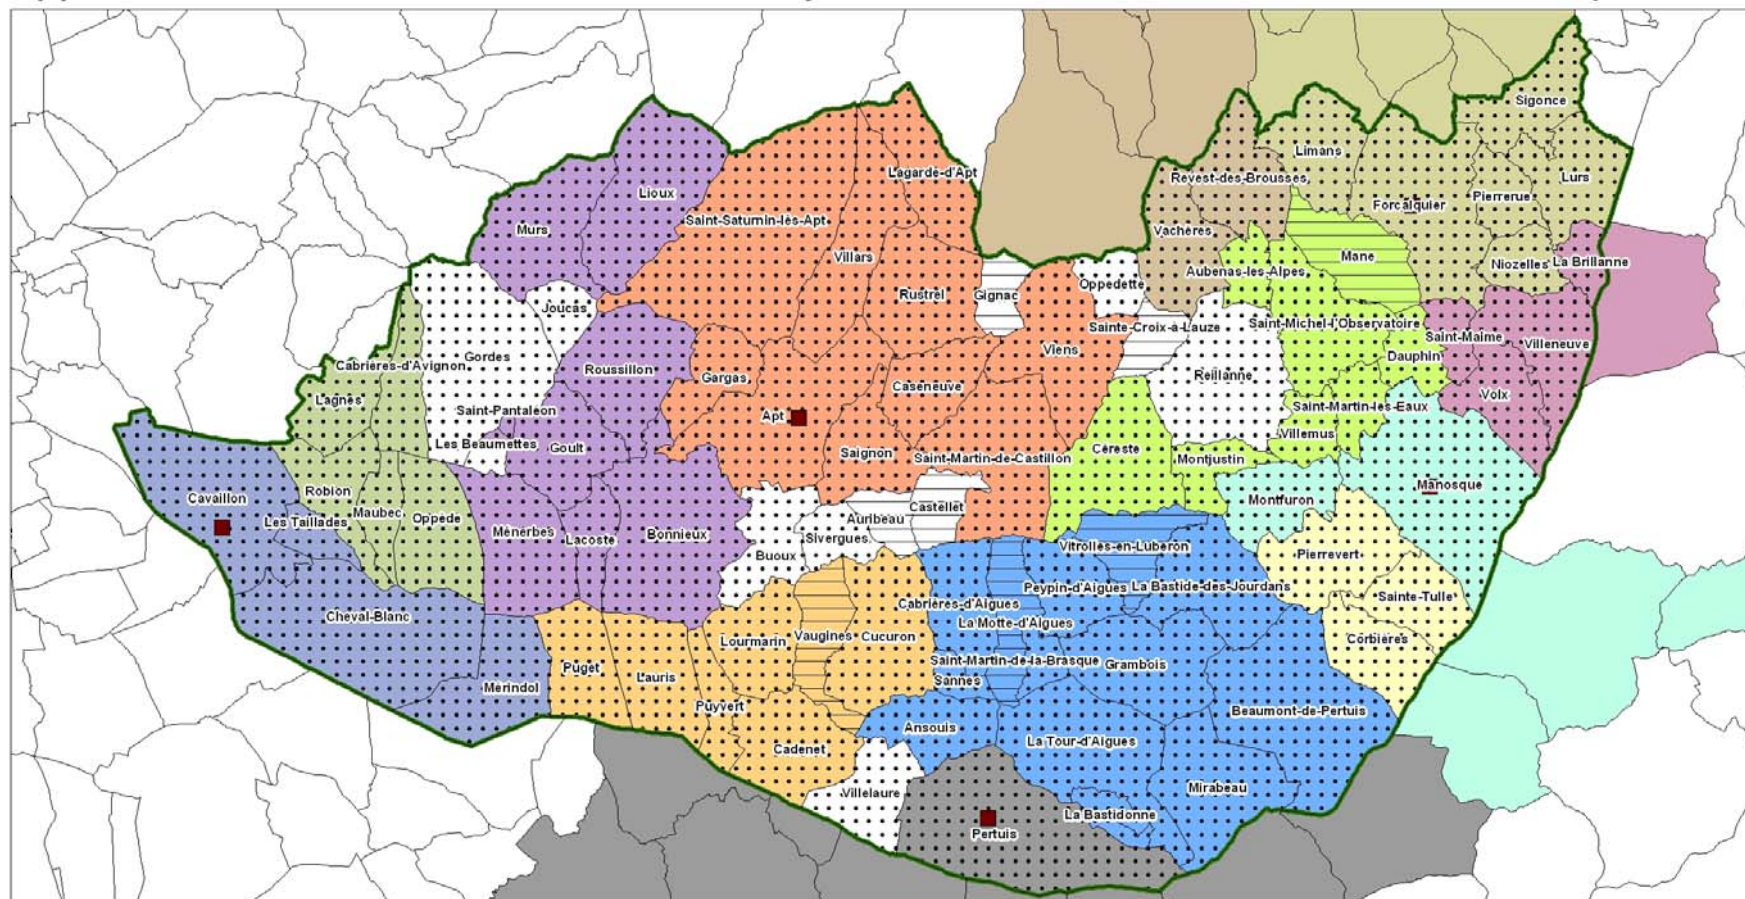 Sigonce
Limans
Lagarde-d'Apt
Revest-des-Brousses
Lurs
Lioux
Pierrerue
Forcalquier
Saint-Saturnin-lès-Apt
Murs
Vachères
Villars
Mane
La Brillanne
Niozelles
Aubenas-les-Alpes
Oppedette
Rustrel
Gignac
Joucas
Saint-Michel-l'Observatoire
Sainte-Croix-à-Lauze
Saint-Maime
Villeneuve
Viens
Dauphin
Gordes
Cabrières-d'Avignon
Roussillon
Reillanne
Gargas
Caseneuve
Volx
Lagnes
Saint-Pantaléon
Saint-Martin-les-Eaux
Apt
Villemus
Les Beaumettes
Goult
Céreste
Saignon
Saint-Martin-de-Castillon
Montjustin
Manosque
Robion
Cavaillon
Montfuron
Castellet
Maubec
Oppède
Auribeau
Les Taillades
Ménerbes
Lacoste
Bonnieux
Sivergues
Vitrolles-en-Luberon
Buoux
Pierrevert
Peypin-d'Aigues
La Bastide-des-Jourdans
Sainte-Tulle
Cabrières-d'Aigues
Cheval-Blanc
La Motte-d'Aigues
Vaugines
Cucuron
Lourmarin
Corbières
Saint-Martin-de-la-Brasque
Grambois
Puget
Lauris
Sannes
Mérindol
Puyvert
Beaumont-de-Pertuis
Ansouis
La Tour-d'Aigues
Cadenet
Mirabeau
Villelaure
La Bastidonne
Pertuis